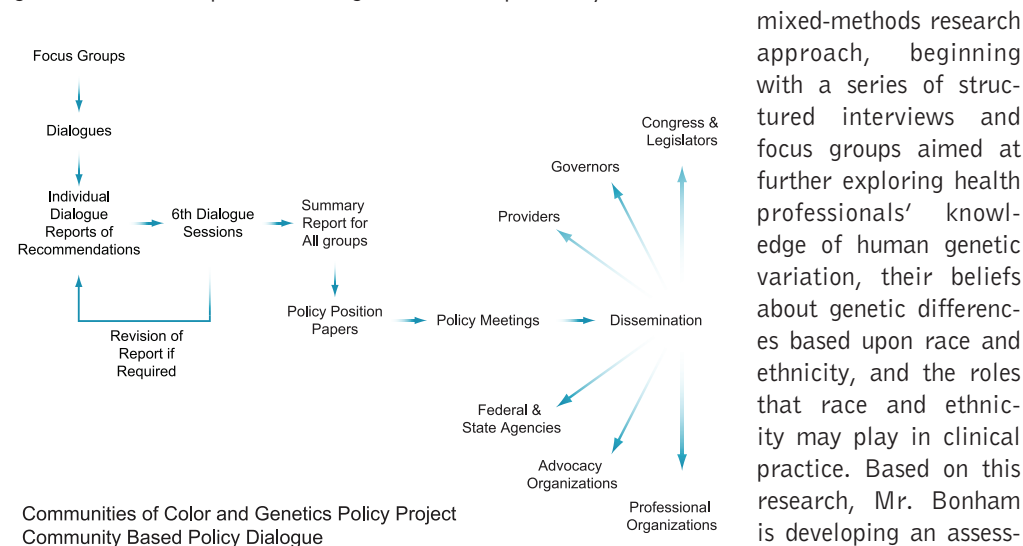 Focus Groups
Dialogues
Individual
Dialogue
Reports of
Recommendations
6th Dialogue
Sessions
Revision of
Report if
Required
Summary
Report for
All groups
Policy Position
Papers
Policy Meetings
Dissemination
Providers
Governors
Congress &
Legislators
Federal &
State Agencies
Advocacy
Organizations
Professional
Organizations
Communities of Color and Genetics Policy Project
Community Based Policy Dialogue
mixed-methods research
approach, beginning
with a series of struc-
tured interviews and
focus groups aimed at
further exploring health
professionals’ knowl-
edge of human genetic
variation, their beliefs
about genetic differenc-
es based upon race and
ethnicity, and the roles
that race and ethnic-
ity may play in clinical
practice. Based on this
research, Mr. Bonham
is developing an assess-